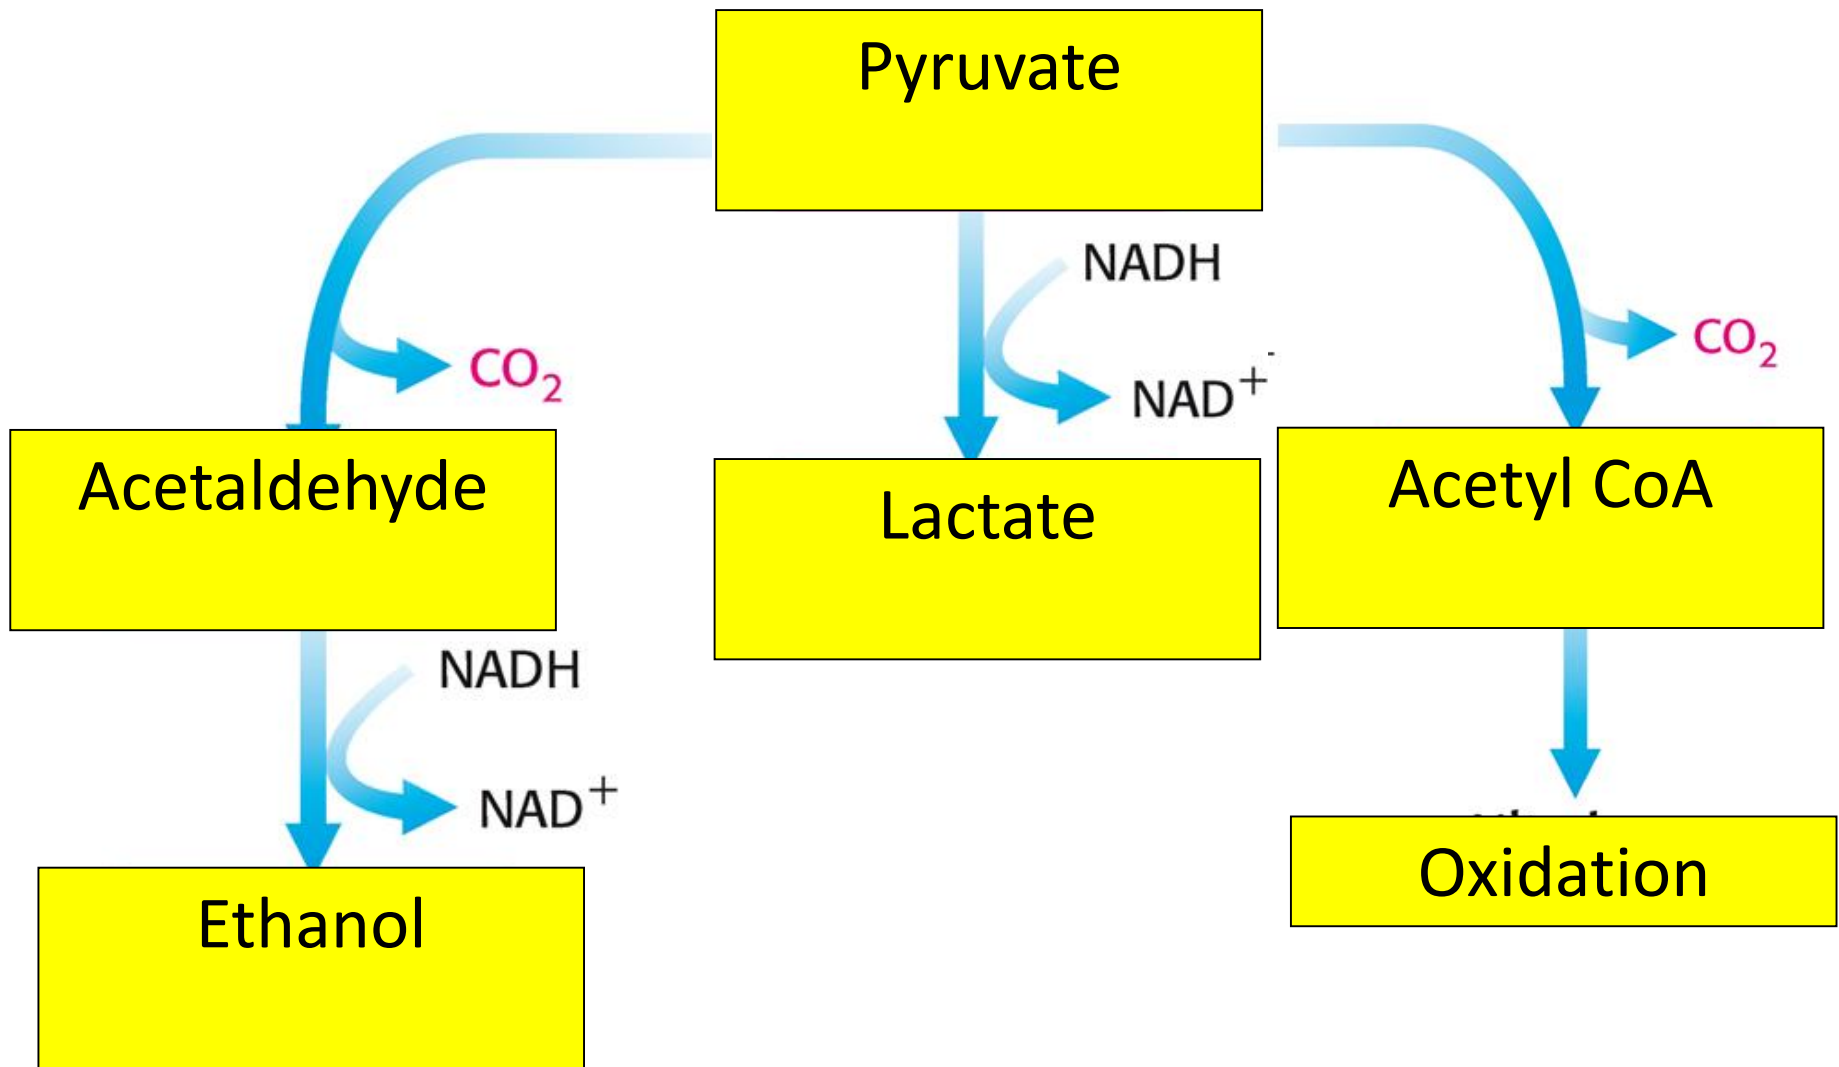 Pyruvate
NADH
CO₂
CO₂
NAD⁺
Acetaldehyde
Lactate
Acetyl CoA
NADH
NAD⁺
Oxidation
Ethanol